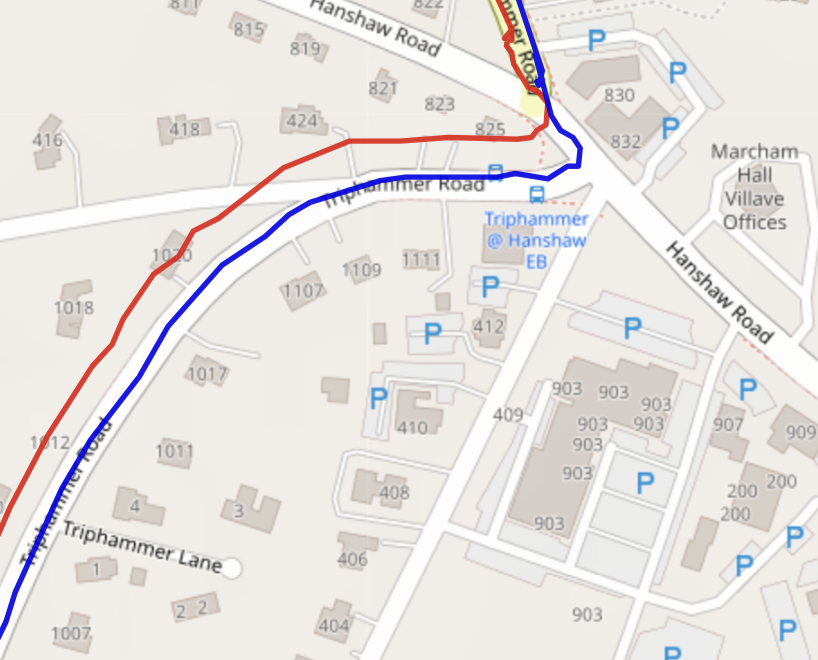 811
822
Hanshaw Road
mmer Road
815
819
P
821
P
823
830
416
418
424
825
P
832
Marcham
Hall
Villave
Offices
Triphammer Road
Triphammer
@ Hanshaw
EB
1020
1109
1111
1107
P
Hanshaw Road
1018
412
P
P
1017
903
903
903
P
P
409
903
903
907
909
410
903
1012
1011
903
P
200
200
408
200
4
3
903
P
Triphammer Road
Triphammer Lane
406
P
1
2 2
404
903
P
1007
P